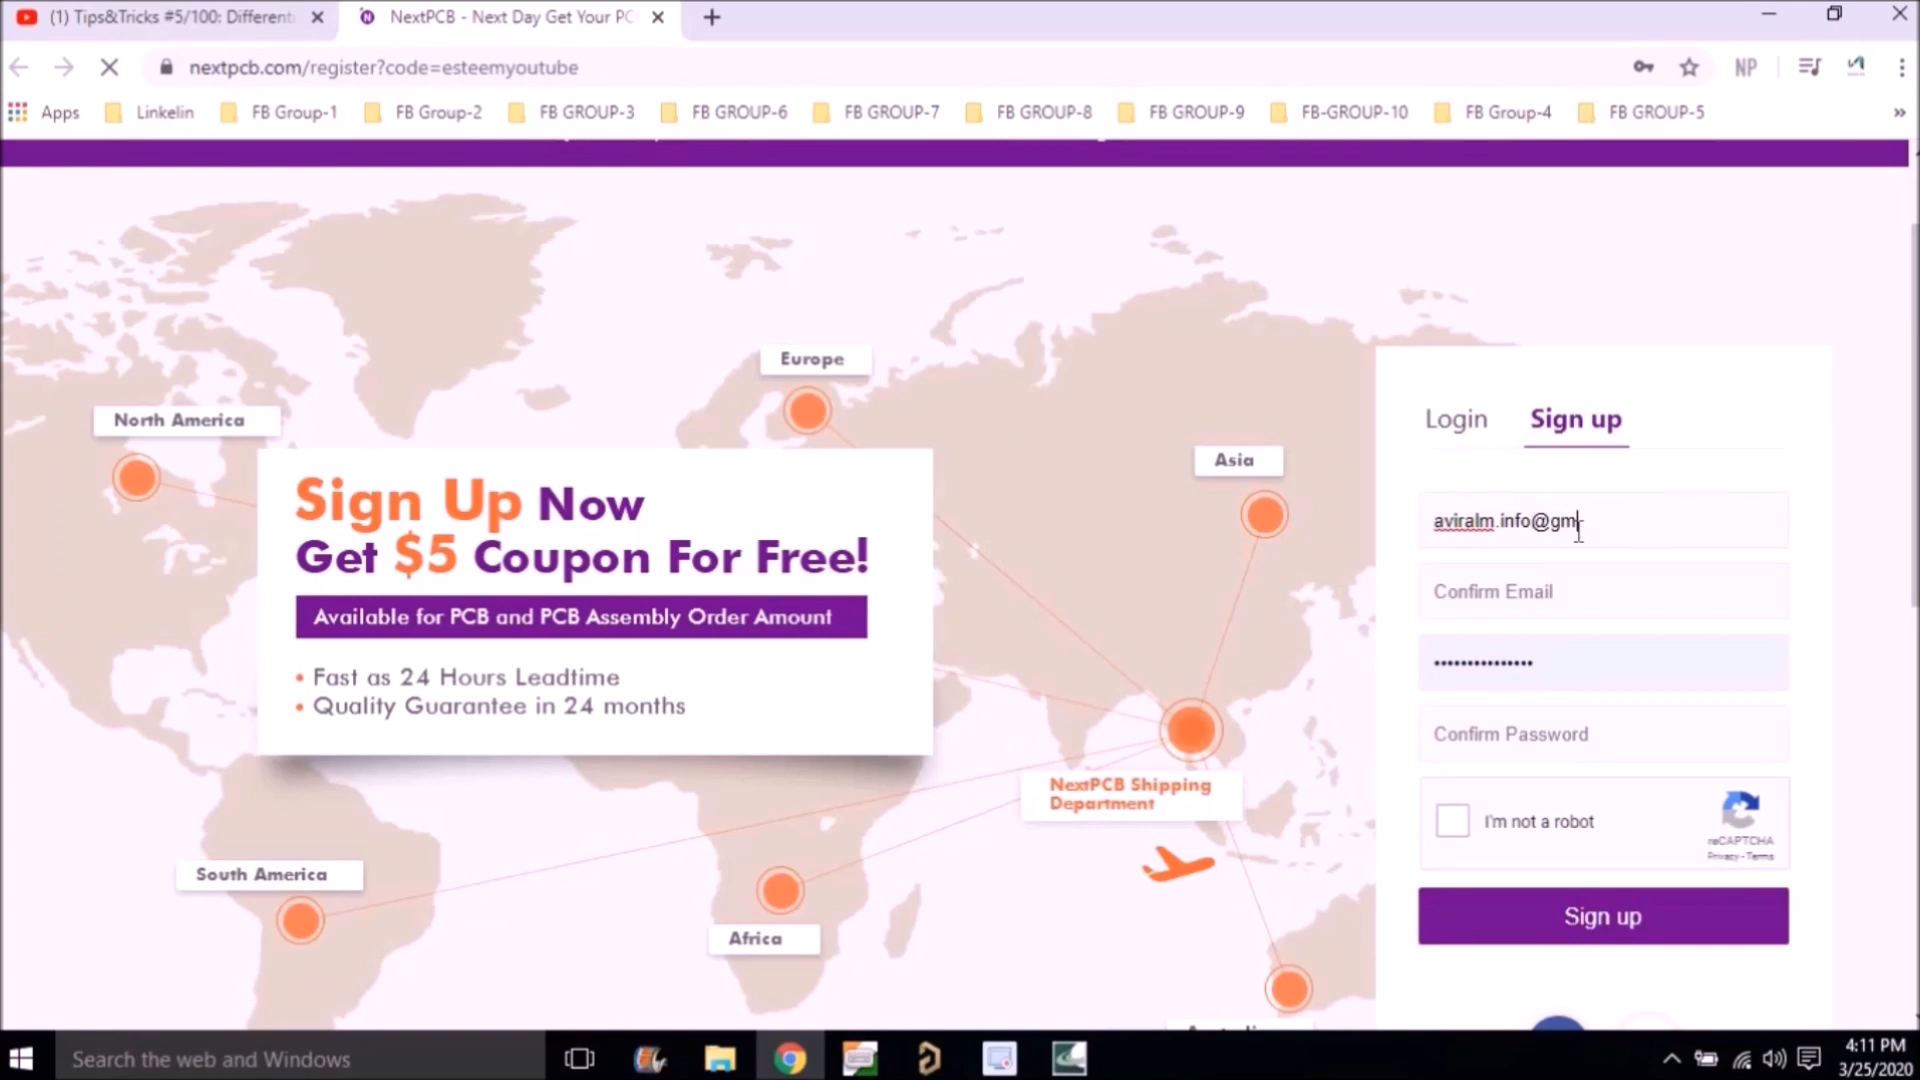 (1) Tips&Tricks #5/100: Different
NextPCB - Next Day Get Your PC
nextpcb.com/register?code=esteemyoutube
NP
Apps
Linkelin
FB Group-1
FB Group-2
FB GROUP-3
FB GROUP-6
FB GROUP-7
FB GROUP-8
FB GROUP-9
FB-GROUP-10
FB Group-4
FB GROUP-5
»
Europe
North America
Asia
Login
Sign up
Sign Up Now
Get $5 Coupon For Free!
Available for PCB and PCB Assembly Order Amount
• Fast as 24 Hours Leadtime
• Quality Guarantee in 24 months
aviralm.info@gm
Confirm Email
•••••••••••••••
Confirm Password
NextPCB Shipping
Department
I'm not a robot
reCAPTCHA
Privacy - Terms
South America
Sign up
Africa
Search the web and Windows
4:11 PM
3/25/2020